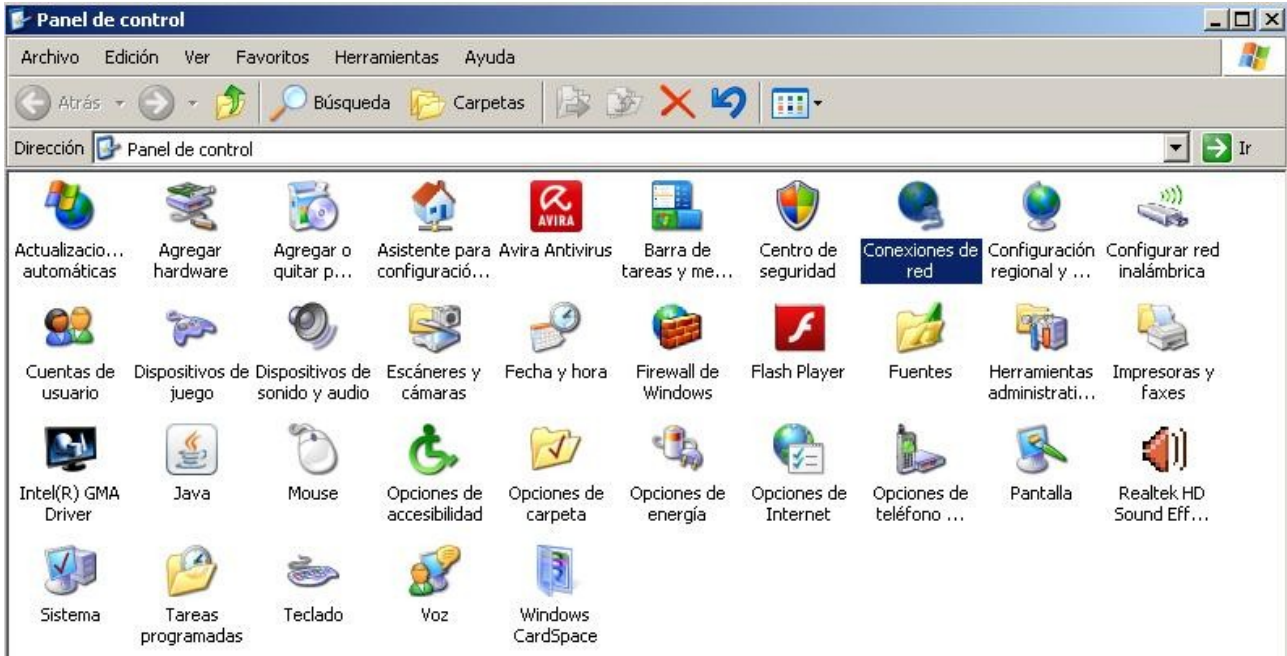 Panel de control
Archivo Edición Ver Favoritos Herramientas Ayuda
Atrás Búsqueda Carpetas
Dirección Panel de control Ir
AVIRA
Actualizacio... Agregar Agregar o Asistente para Avira Antivirus Barra de Centro de Conexiones de Configuración Configurar red
automáticas hardware quitar p... configuració... tareas y me... seguridad red regional y ... inalámbrica
Cuentas de Dispositivos de Dispositivos de Escáneres y Fecha y hora Firewall de Flash Player Fuentes Herramientas Impresoras y
usuario juego sonido y audio cámaras Windows administrati... faxes
Intel(R) GMA Java Mouse Opciones de Opciones de Opciones de Opciones de Opciones de Pantalla Realtek HD
Driver accesibilidad carpeta energía Internet teléfono ... Sound Eff...
Sistema Tareas Teclado Voz Windows
programadas CardSpace